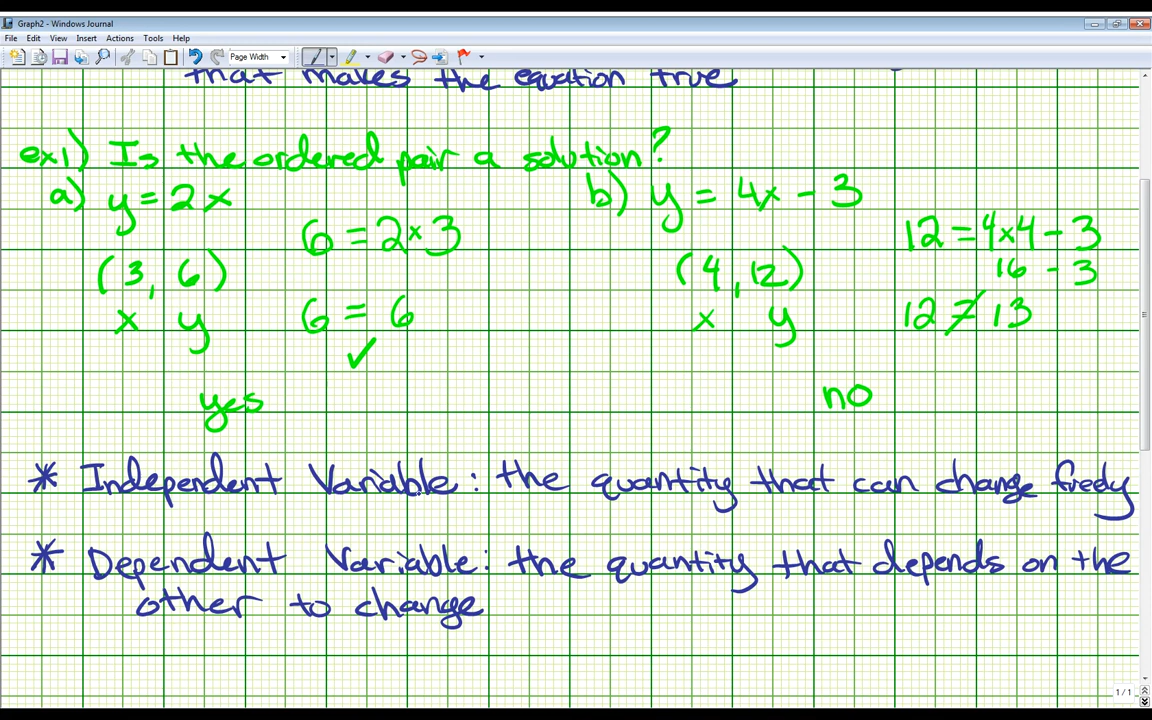 Graph2 - Windows Journal
File Edit View Insert Actions Tools Help
Page Width
that makes the equation true
ex1) Is the ordered pair a solution?
a) y = 2x
6 = 2 × 3
(3, 6)
x y
6 = 6
✓
yes
b) y = 4x - 3
12 = 4 × 4 - 3
(4, 12)
16 - 3
x y
12 ≠ 13
no
* Independent Variable: the quantity that can change freely
* Dependent Variable: the quantity that depends on the
other to change
1 / 1